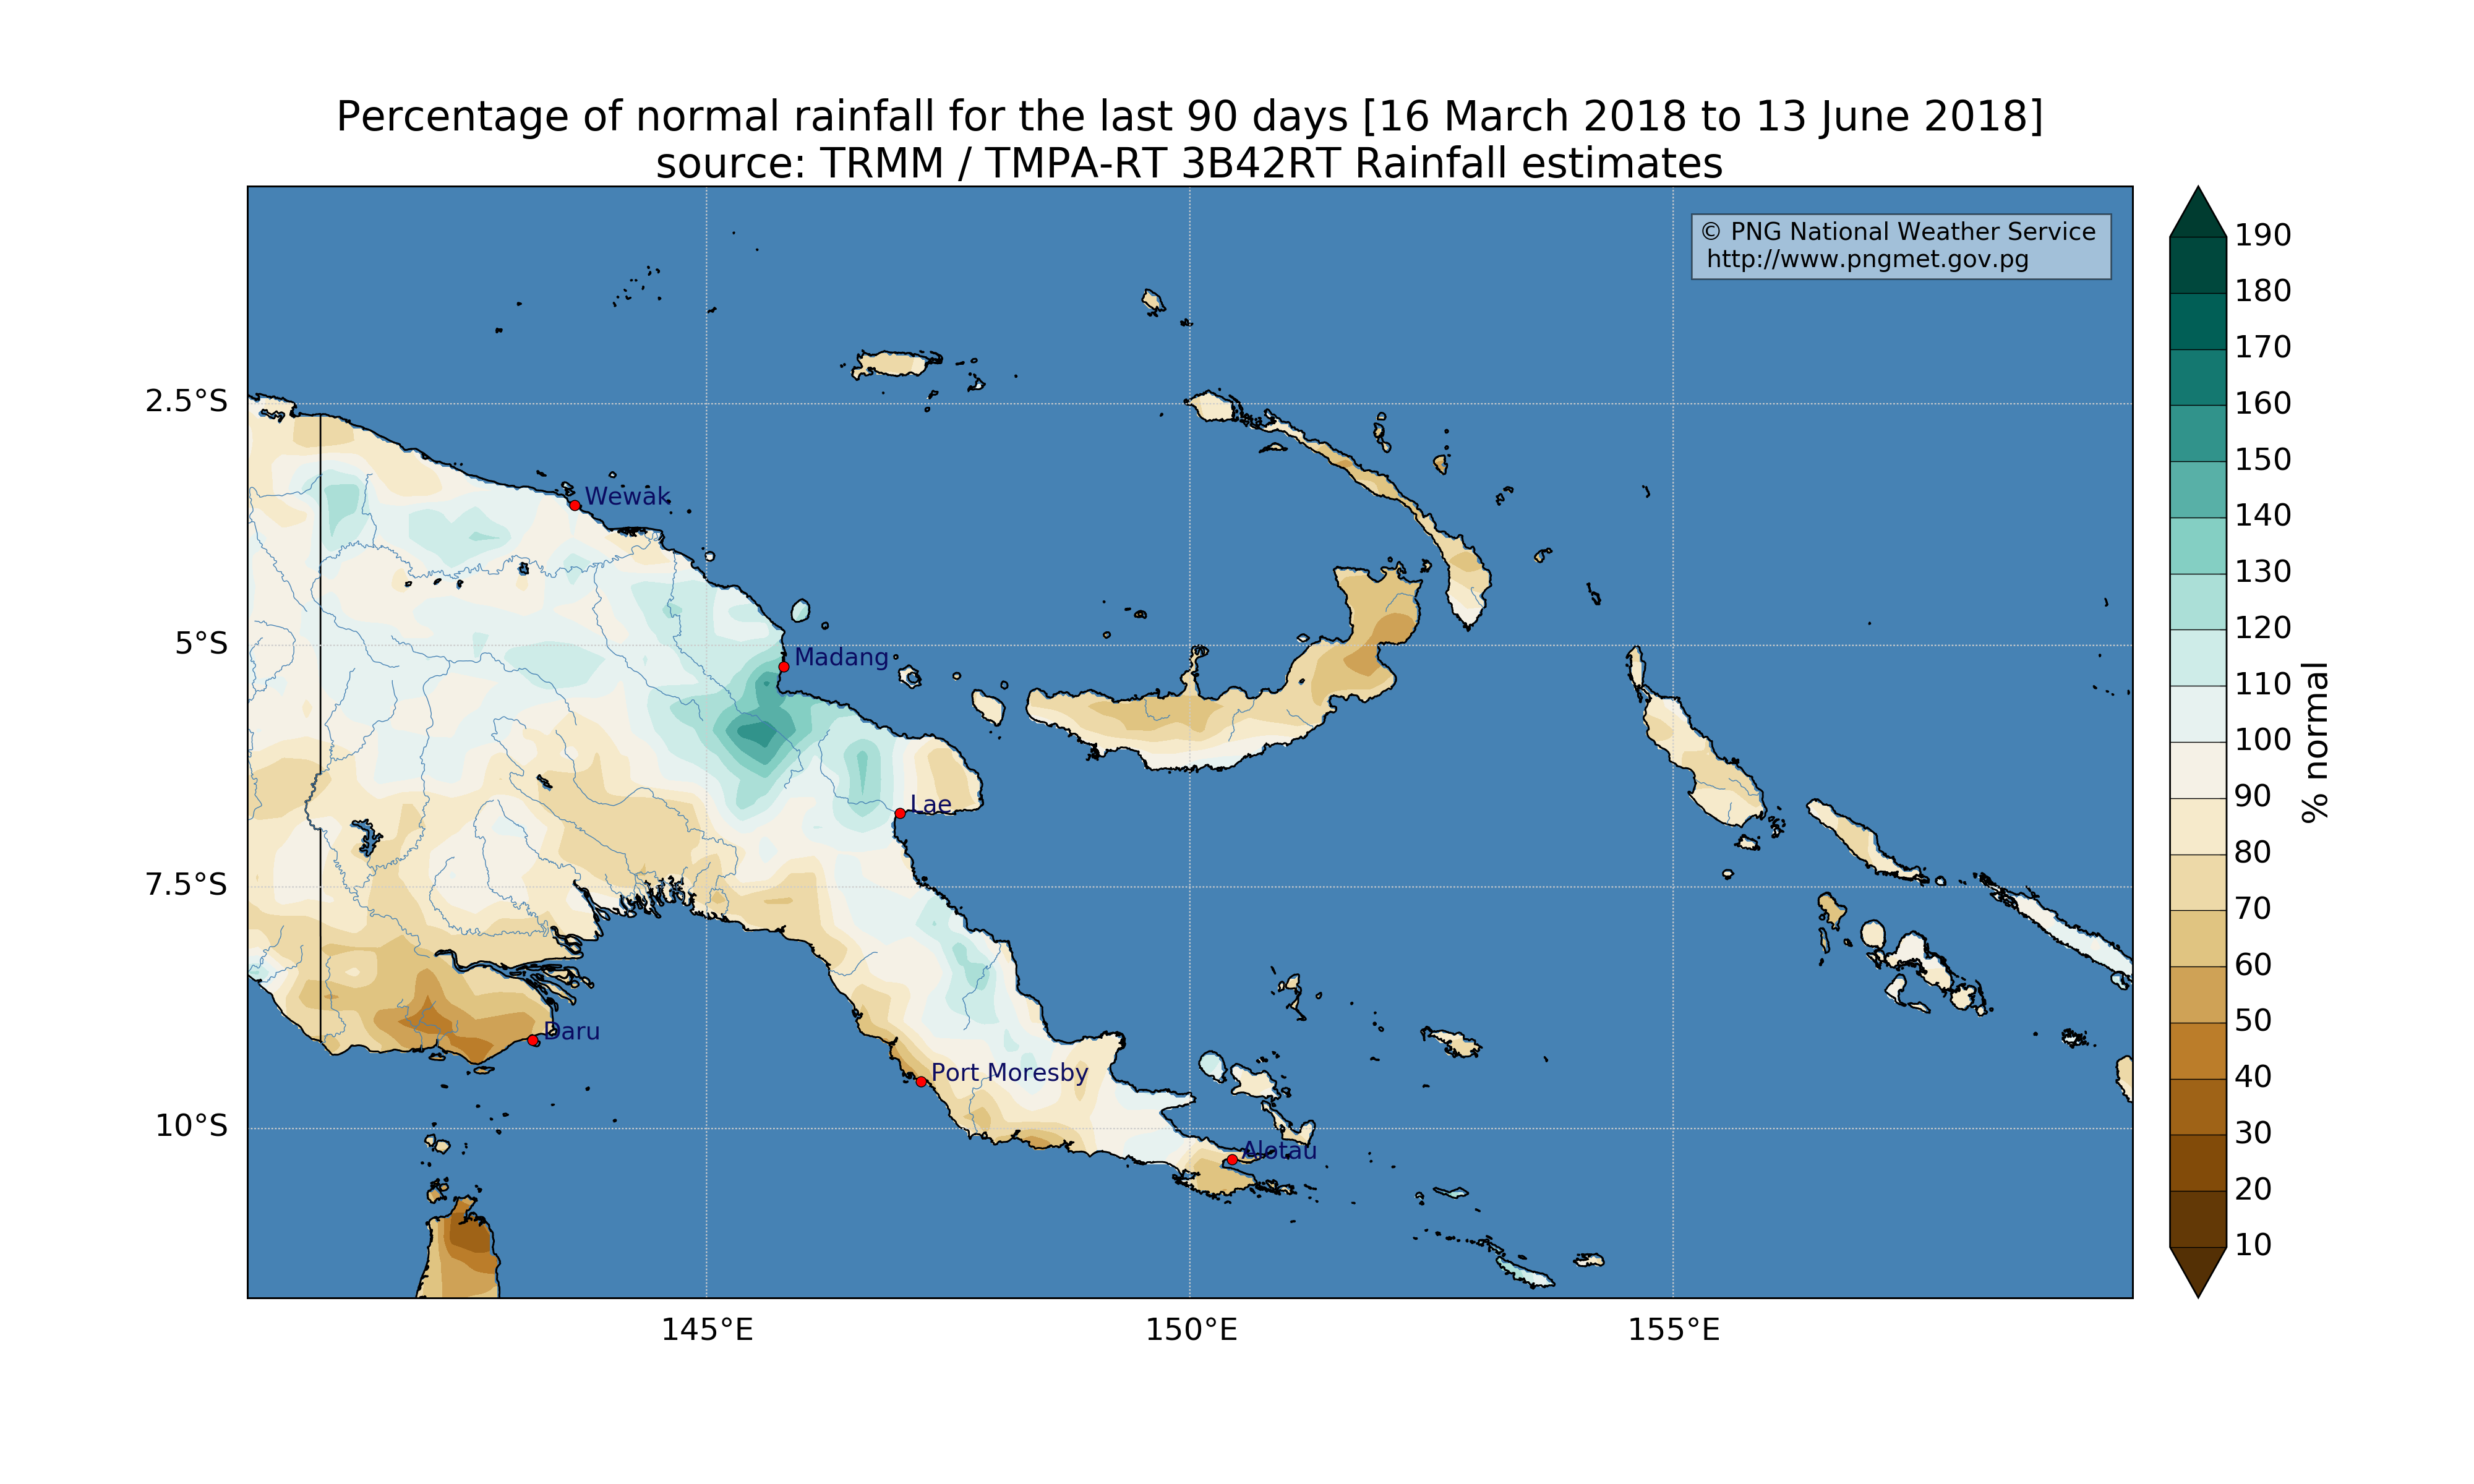 Percentage of normal rainfall for the last 90 days [16 March 2018 to 13 June 2018]
source: TRMM / TMPA-RT 3B42RT Rainfall estimates
© PNG National Weather Service
http://www.pngmet.gov.pg
2.5°S
5°S
7.5°S
10°S
Wewak
Madang
Lae
Daru
Port Moresby
Alotau
145°E
150°E
155°E
190
180
170
160
150
140
130
120
110
100
90
80
70
60
50
40
30
20
10
% normal